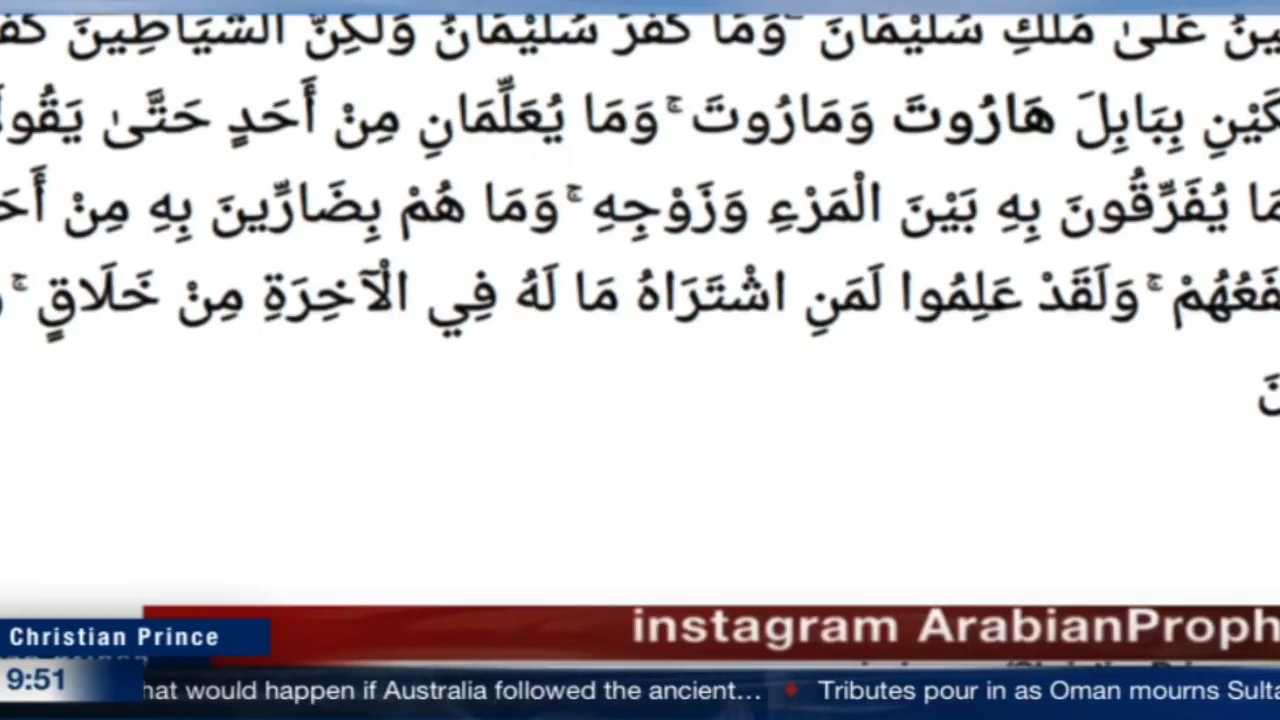 عَلَىٰ مُلْكِ سُلَيْمَانَ ۖ وَمَا كَفَرَ سُلَيْمَانُ وَلَٰكِنَّ الشَّيَاطِينَ
بِبَابِلَ هَارُوتَ وَمَارُوتَ ۚ وَمَا يُعَلِّمَانِ مِنْ أَحَدٍ حَتَّىٰ
يُفَرِّقُونَ بِهِ بَيْنَ الْمَرْءِ وَزَوْجِهِ ۚ وَمَا هُمْ بِضَارِّينَ بِهِ مِنْ
ۚ وَلَقَدْ عَلِمُوا لَمَنِ اشْتَرَاهُ مَا لَهُ فِي الْآخِرَةِ مِنْ خَلَاقٍ ۚ
instagram ArabianProph
Christian Prince
9:51
hat would happen if Australia followed the ancient... Tributes pour in as Oman mourns Sulta